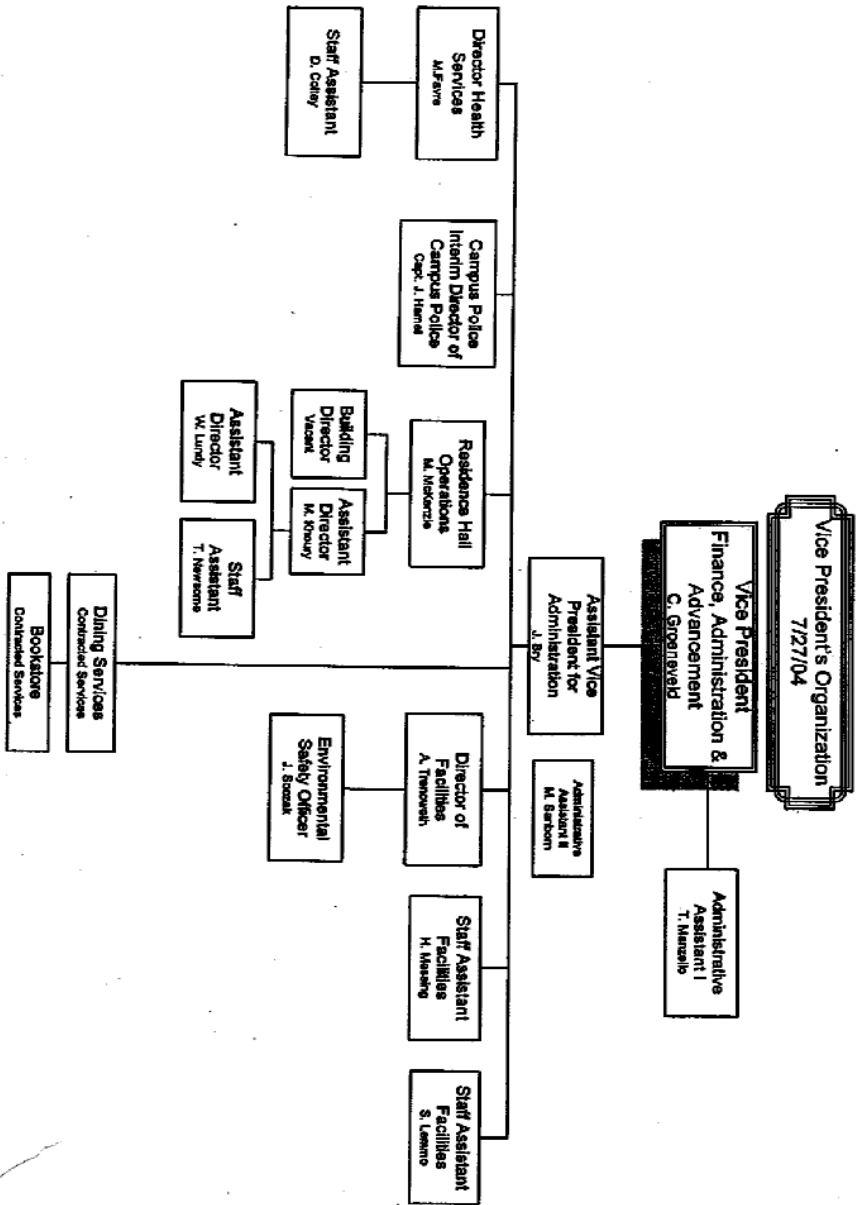 Vice President's Organization
7/27/04
Vice President
Finance, Administration &
Advancement
C. Groeneveld
Administrative
Assistant I
T. Manzello
Assistant Vice
President for
Administration
J. Bry
Administrative
Assistant II
M. Sanborn
Director Health
Services
M.Favre
Staff Assistant
D.
Campus Police
Interim Director of
Campus Police
Capt. J. Hamel
Residence Hall
Operations
M. McKenzie
Building
Director
Vacant
Assistant
Director
M. Khoury
Assistant
Director
W. Lundy
Staff
Assistant
T. Newsome
Dining Services
Contracted Services
Bookstore
Contracted Services
Director of
Facilities
A. Trenoweth
Environmental
Safety Officer
J.
Staff Assistant
Facilities
H. Messing
Staff Assistant
Facilities
S. Lemmo